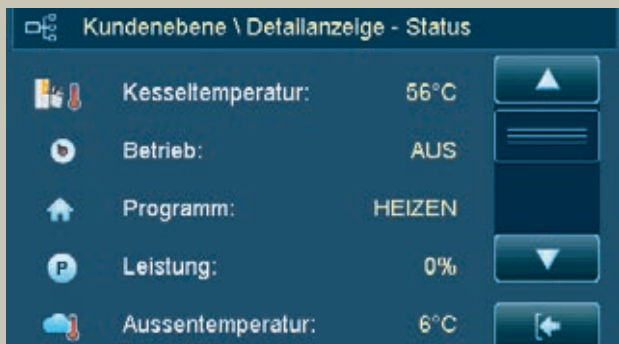 Kundenebene \ Detailanzeige - Status
Kesseltemperatur: 56°C
Betrieb: AUS
Programm: HEIZEN
P Leistung: 0%
Aussentemperatur: 6°C